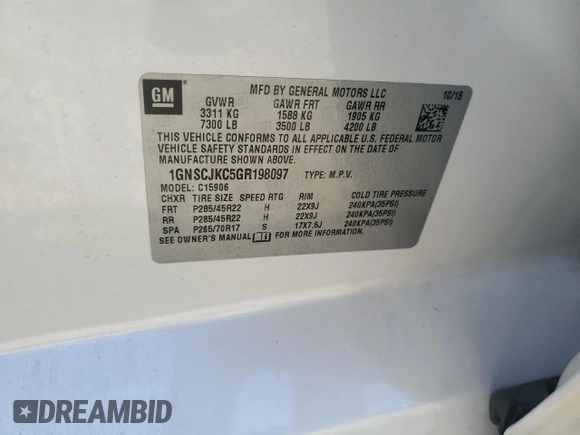 GM
MFD BY GENERAL MOTORS LLC
10/15
GVWR GAWR FRT GAWR RR
3311 KG 1588 KG 1905 KG
7300 LB 3500 LB 4200 LB
THIS VEHICLE CONFORMS TO ALL APPLICABLE U.S. FEDERAL MOTOR
VEHICLE SAFETY STANDARDS IN EFFECT ON THE DATE OF
MANUFACTURE SHOWN ABOVE.
1GNSCJKC5GR198097 TYPE: M.P.V.
MODEL: C15906
CHXR TIRE SIZE SPEED RTG RIM COLD TIRE PRESSURE
FRT P285/45R22 H 22X9J 240KPA(35PSI)
RR P285/45R22 H 22X9J 240KPA(35PSI)
SPA P265/70R17 S 17X7.5J 240KPA(35PSI)
SEE OWNER'S MANUAL FOR MORE INFORMATION.
DREAMBID